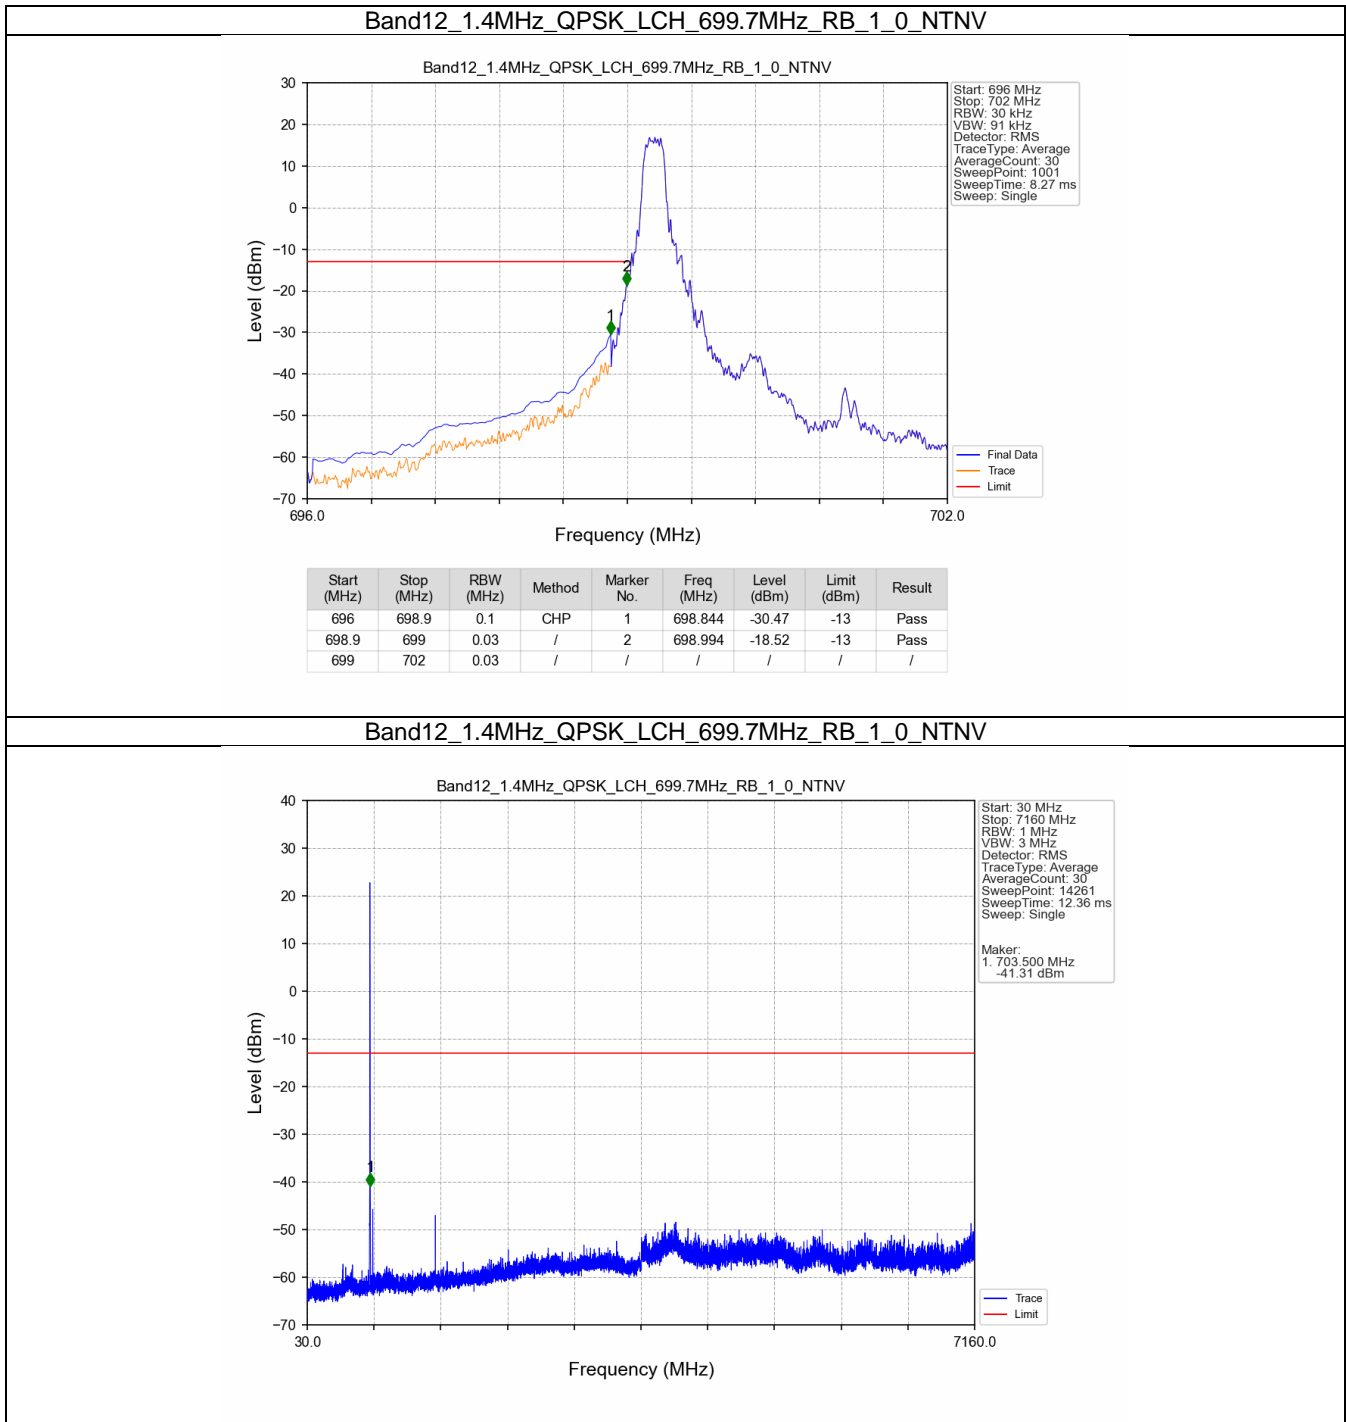 Band12_1.4MHz_QPSK_LCH_699.7MHz_RB_1_0_NTNV
Band12_1.4MHz_QPSK_LCH_699.7MHz_RB_1_0_NTNV
30
20
10
0
−10
−20
−30
−40
−50
−60
−70
Level (dBm)
2
1
696.0
702.0
Frequency (MHz)
Start: 696 MHz
Stop: 702 MHz
RBW: 30 kHz
VBW: 91 kHz
Detector: RMS
TraceType: Average
AverageCount: 30
SweepPoint: 1001
SweepTime: 8.27 ms
Sweep: Single
Final Data
Trace
Limit
Start (MHz) Stop (MHz) RBW (MHz) Method Marker No. Freq (MHz) Level (dBm) Limit (dBm) Result
696 698.9 0.1 CHP 1 698.844 -30.47 -13 Pass
698.9 699 0.03 / 2 698.994 -18.52 -13 Pass
699 702 0.03 / / / / / /
Band12_1.4MHz_QPSK_LCH_699.7MHz_RB_1_0_NTNV
Band12_1.4MHz_QPSK_LCH_699.7MHz_RB_1_0_NTNV
40
30
20
10
0
−10
−20
−30
−40
−50
−60
−70
Level (dBm)
1
30.0
7160.0
Frequency (MHz)
Start: 30 MHz
Stop: 7160 MHz
RBW: 1 MHz
VBW: 3 MHz
Detector: RMS
TraceType: Average
AverageCount: 30
SweepPoint: 14261
SweepTime: 12.36 ms
Sweep: Single
Maker:
1. 703.500 MHz
-41.31 dBm
Trace
Limit